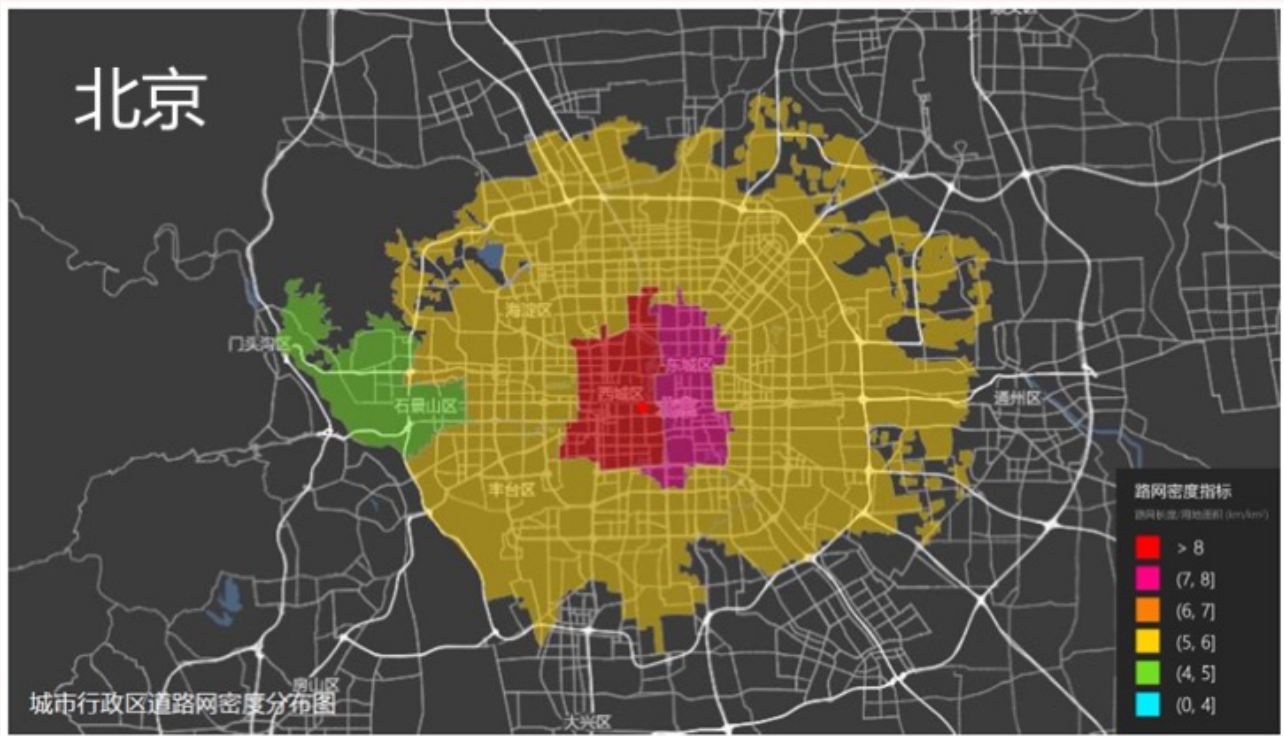 北京
海淀区
门头沟区
东城区
西城区
石景山区
通州区
丰台区
路网密度指标
路网长度/用地面积 (km/km²)
> 8
(7, 8]
(6, 7]
(5, 6]
(4, 5]
(0, 4]
房山区
城市行政区道路网密度分布图
大兴区